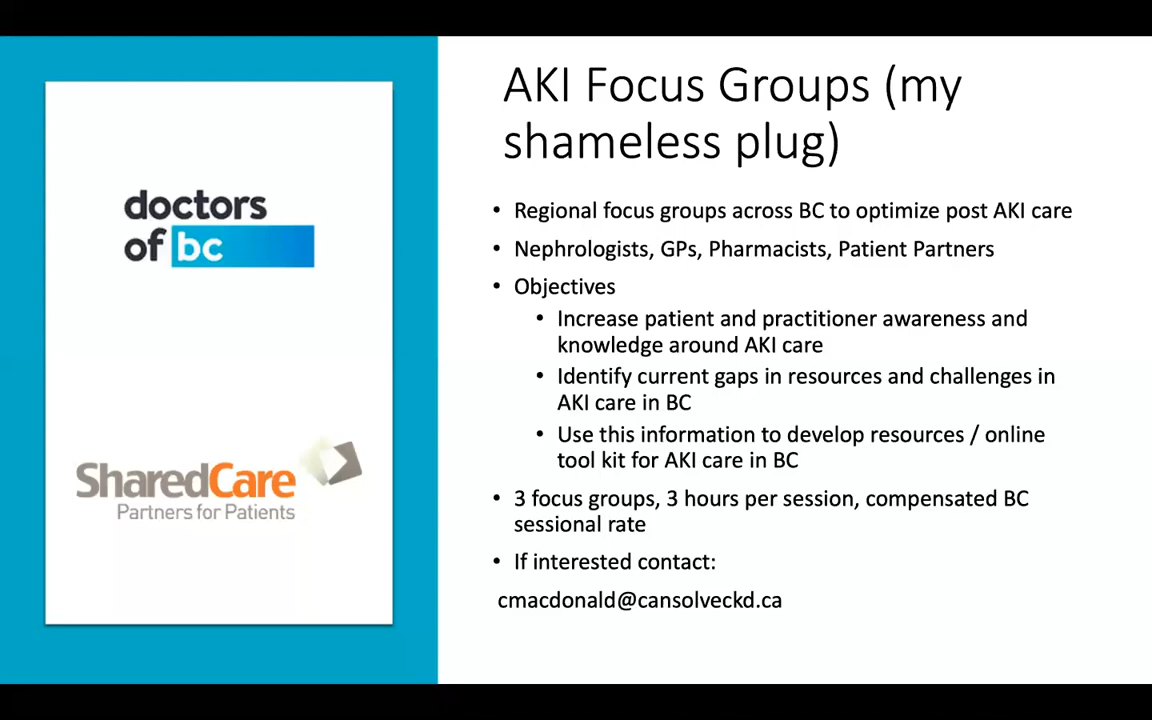 doctors
of bc
SharedCare
Partners for Patients
AKI Focus Groups (my
shameless plug)
• Regional focus groups across BC to optimize post AKI care
• Nephrologists, GPs, Pharmacists, Patient Partners
• Objectives
• Increase patient and practitioner awareness and
knowledge around AKI care
• Identify current gaps in resources and challenges in
AKI care in BC
• Use this information to develop resources / online
tool kit for AKI care in BC
• 3 focus groups, 3 hours per session, compensated BC
sessional rate
• If interested contact:
cmacdonald@cansolveckd.ca